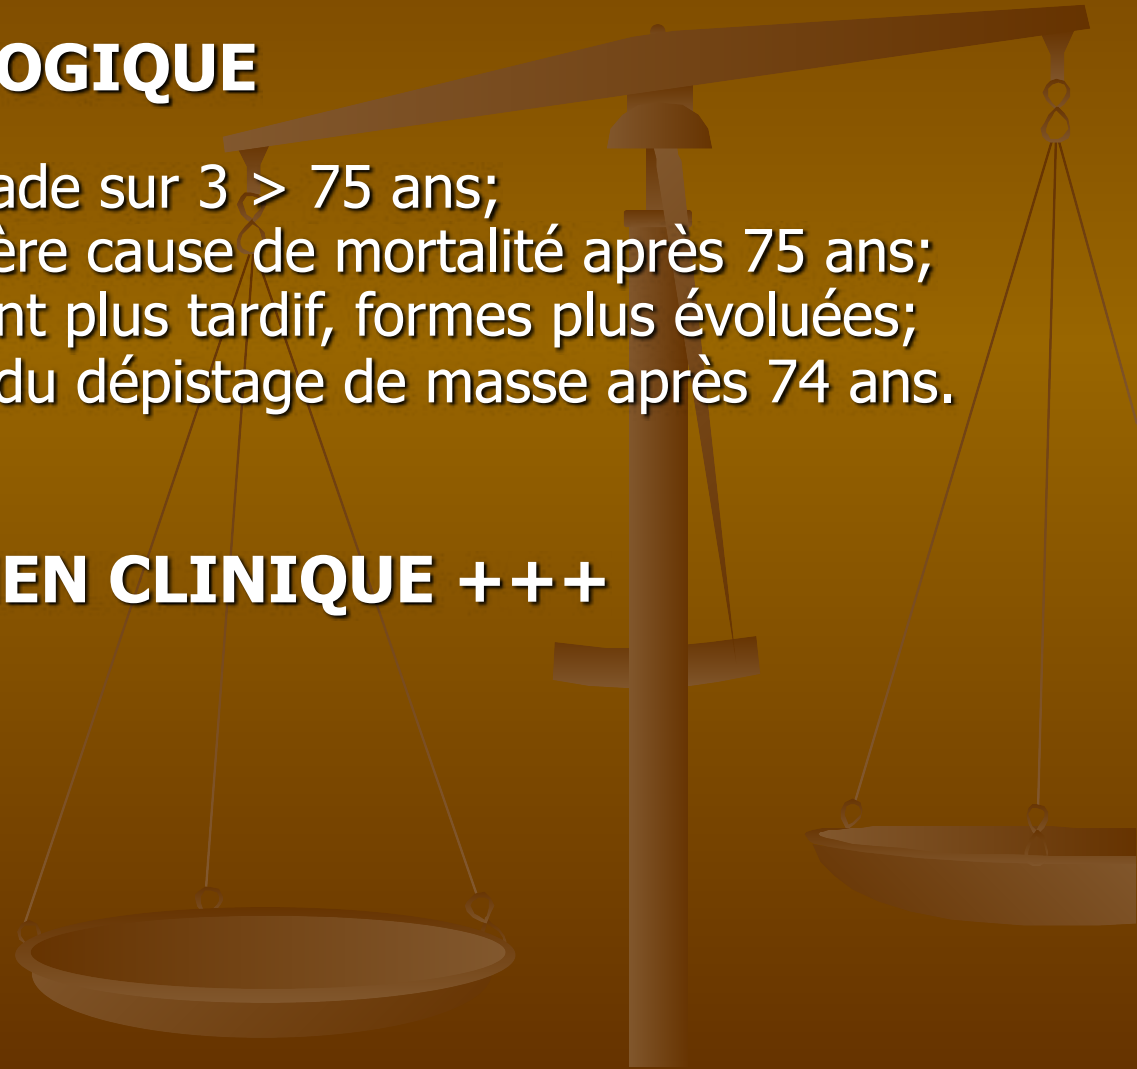 OGIQUE
ade sur 3 > 75 ans;
ère cause de mortalité après 75 ans;
nt plus tardif, formes plus évoluées;
du dépistage de masse après 74 ans.
EN CLINIQUE +++